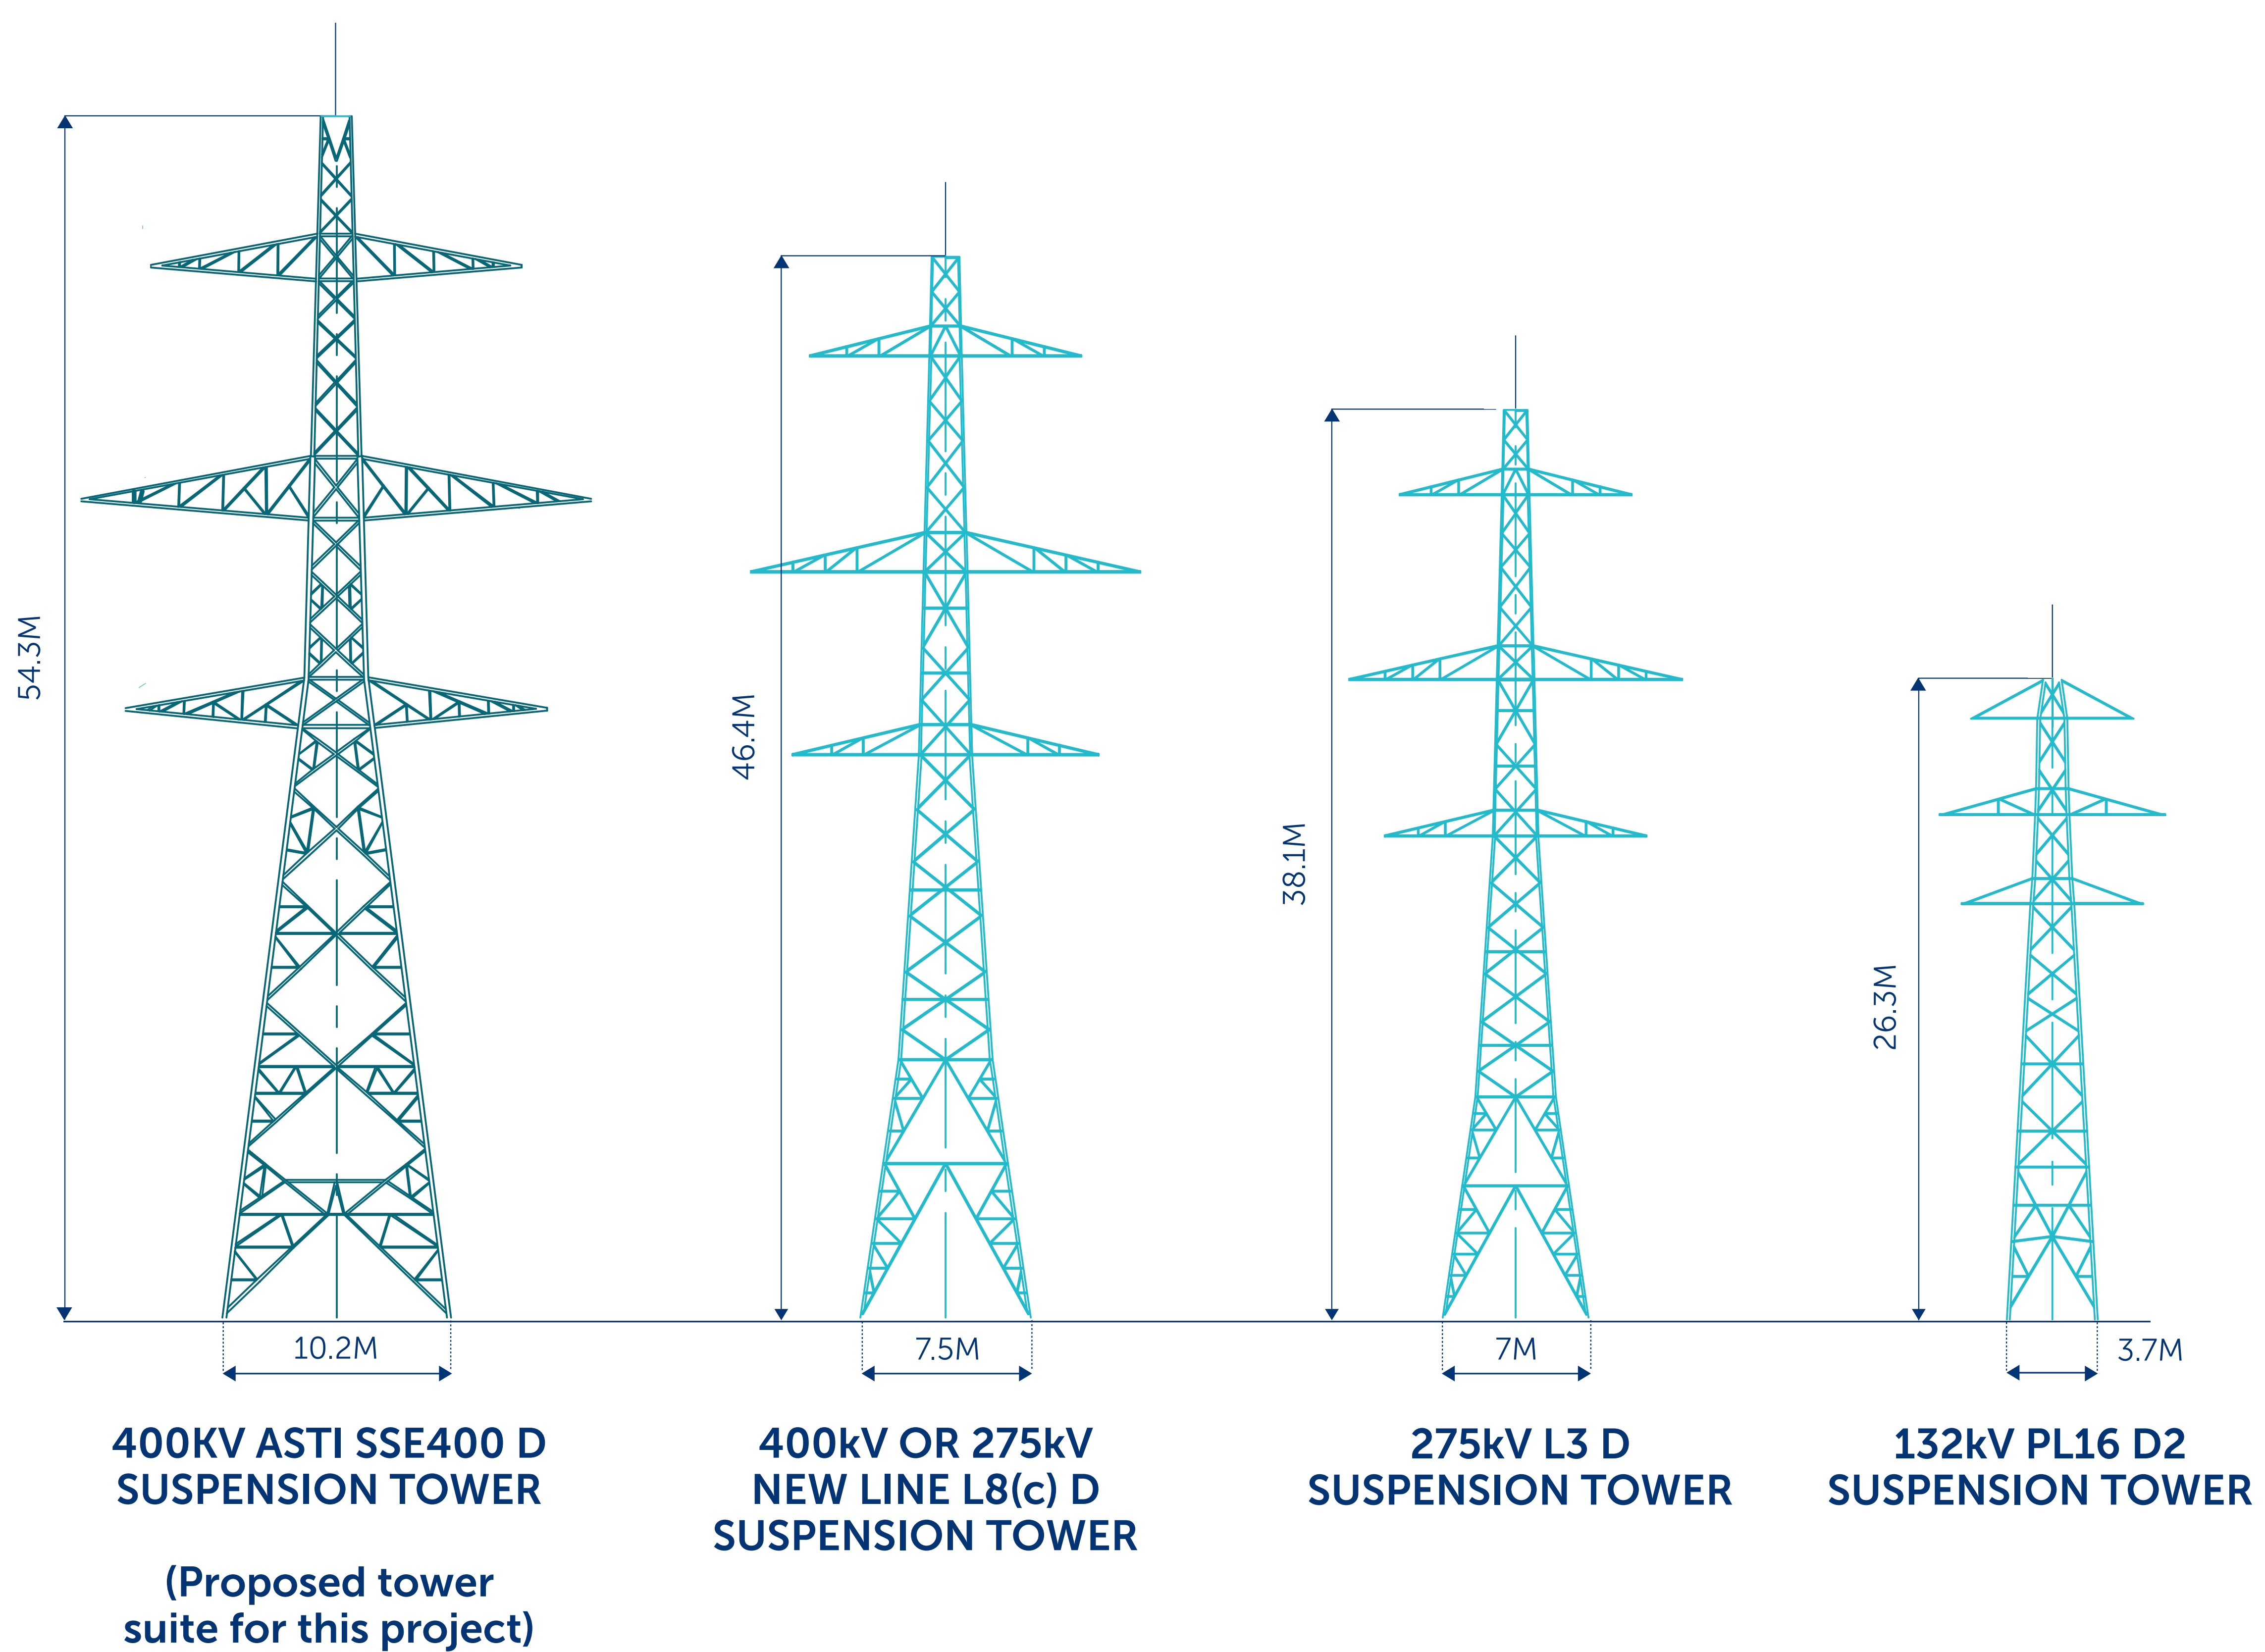 54.3M
46.4M
38.1M
26.3M
10.2M
7.5M
7M
3.7M
400KV ASTI SSE400 D
SUSPENSION TOWER
(Proposed tower
suite for this project)
400kV OR 275kV
NEW LINE L8(c) D
SUSPENSION TOWER
275kV L3 D
SUSPENSION TOWER
132kV PL16 D2
SUSPENSION TOWER